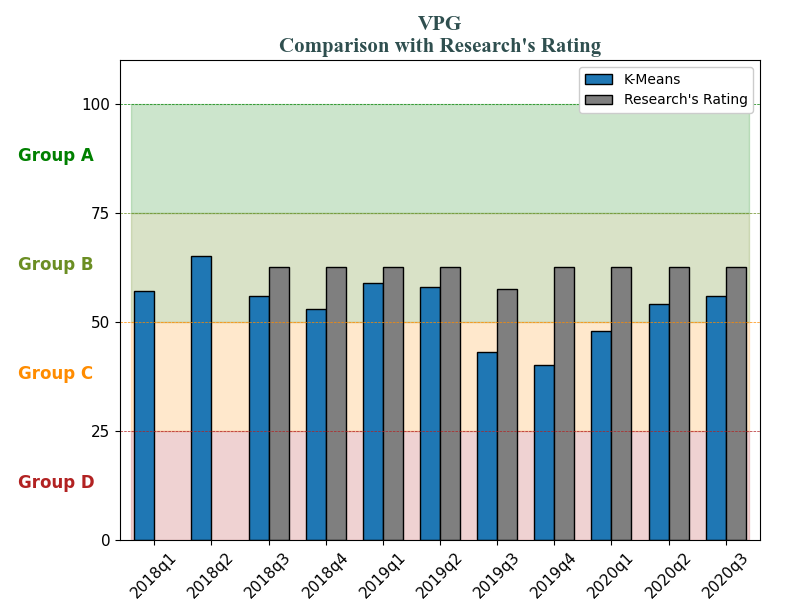 VPG
Comparison with Research's Rating
K-Means
Research's Rating
100
Group A
75
Group B
50
Group C
25
Group D
0
2018q1
2018q2
2018q3
2018q4
2019q1
2019q2
2019q3
2019q4
2020q1
2020q2
2020q3